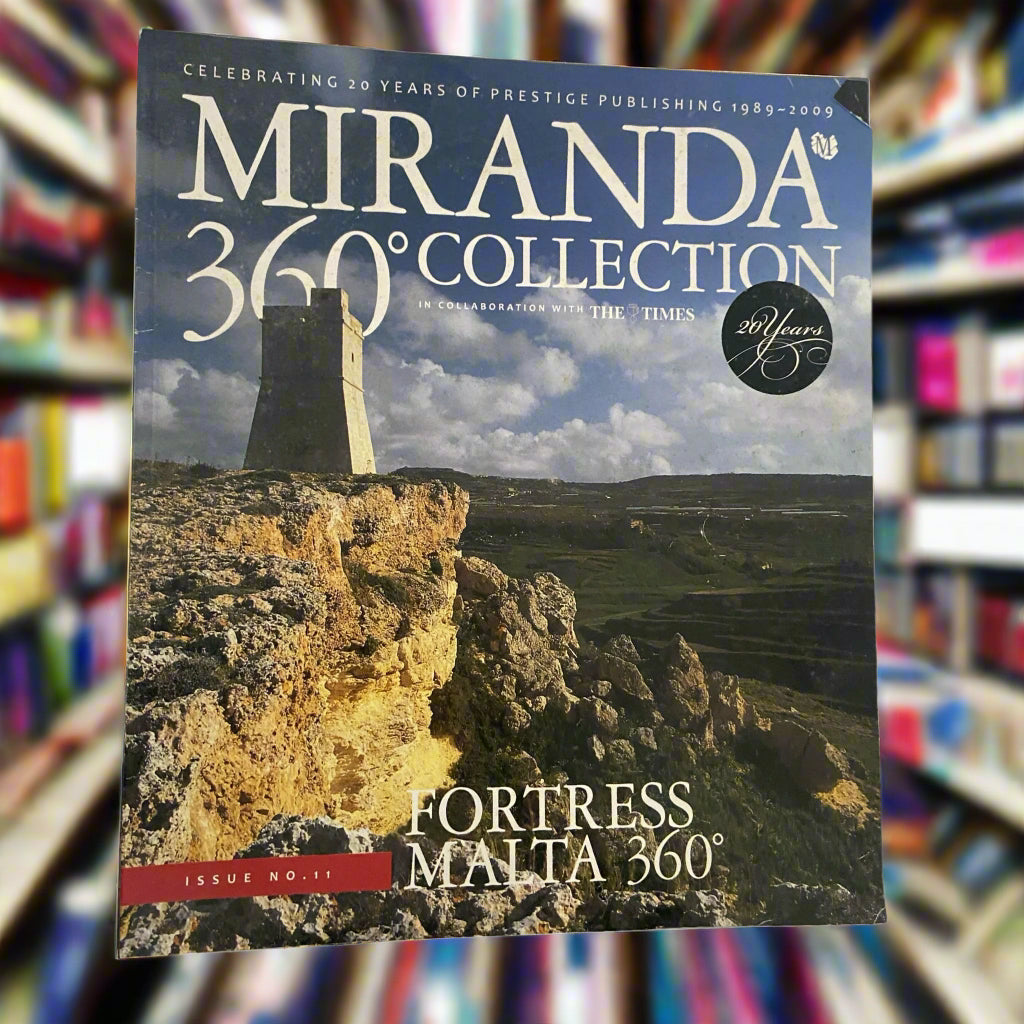 CELEBRATING 20 YEARS OF PRESTIGE PUBLISHING 1989~2009
MIRANDA
M
360° COLLECTION
IN COLLABORATION WITH THE TIMES
20 Years
FORTRESS
MALTA 360°
ISSUE NO.11